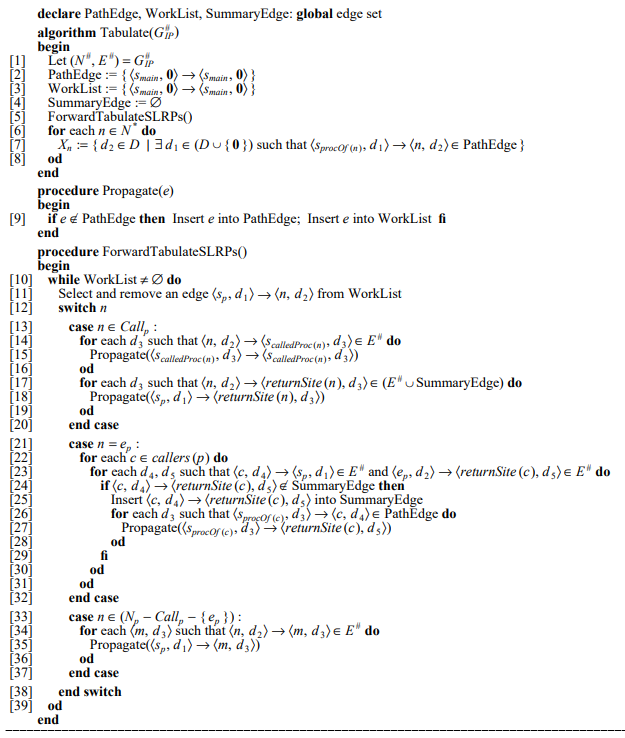 declare PathEdge, WorkList, SummaryEdge: global edge set
algorithm Tabulate(G#IP)
begin
[1] Let (N#, E#) = G#IP
[2] PathEdge := { ⟨smain, 0⟩ → ⟨smain, 0⟩ }
[3] WorkList := { ⟨smain, 0⟩ → ⟨smain, 0⟩ }
[4] SummaryEdge := ∅
[5] ForwardTabulateSLRPs()
[6] for each n ∈ N* do
[7] Xn := { d2 ∈ D | ∃ d1 ∈ (D ∪ { 0 }) such that ⟨sprocOf(n), d1⟩ → ⟨n, d2⟩ ∈ PathEdge }
[8] od
end
procedure Propagate(e)
begin
[9] if e ∉ PathEdge then Insert e into PathEdge; Insert e into WorkList fi
end
procedure ForwardTabulateSLRPs()
begin
[10] while WorkList ≠ ∅ do
[11] Select and remove an edge ⟨sp, d1⟩ → ⟨n, d2⟩ from WorkList
[12] switch n
[13] case n ∈ Callp :
[14] for each d3 such that ⟨n, d2⟩ → ⟨scalledProc(n), d3⟩ ∈ E# do
[15] Propagate(⟨scalledProc(n), d3⟩ → ⟨scalledProc(n), d3⟩)
[16] od
[17] for each d3 such that ⟨n, d2⟩ → ⟨returnSite(n), d3⟩ ∈ (E# ∪ SummaryEdge) do
[18] Propagate(⟨sp, d1⟩ → ⟨returnSite(n), d3⟩)
[19] od
[20] end case
[21] case n = ep :
[22] for each c ∈ callers(p) do
[23] for each d4, d5 such that ⟨c, d4⟩ → ⟨sp, d1⟩ ∈ E# and ⟨ep, d2⟩ → ⟨returnSite(c), d5⟩ ∈ E# do
[24] if ⟨c, d4⟩ → ⟨returnSite(c), d5⟩ ∉ SummaryEdge then
[25] Insert ⟨c, d4⟩ → ⟨returnSite(c), d5⟩ into SummaryEdge
[26] for each d3 such that ⟨sprocOf(c), d3⟩ → ⟨c, d4⟩ ∈ PathEdge do
[27] Propagate(⟨sprocOf(c), d3⟩ → ⟨returnSite(c), d5⟩)
[28] od
[29] fi
[30] od
[31] od
[32] end case
[33] case n ∈ (Np − Callp − { ep }) :
[34] for each ⟨m, d3⟩ such that ⟨n, d2⟩ → ⟨m, d3⟩ ∈ E# do
[35] Propagate(⟨sp, d1⟩ → ⟨m, d3⟩)
[36] od
[37] end case
[38] end switch
[39] od
end